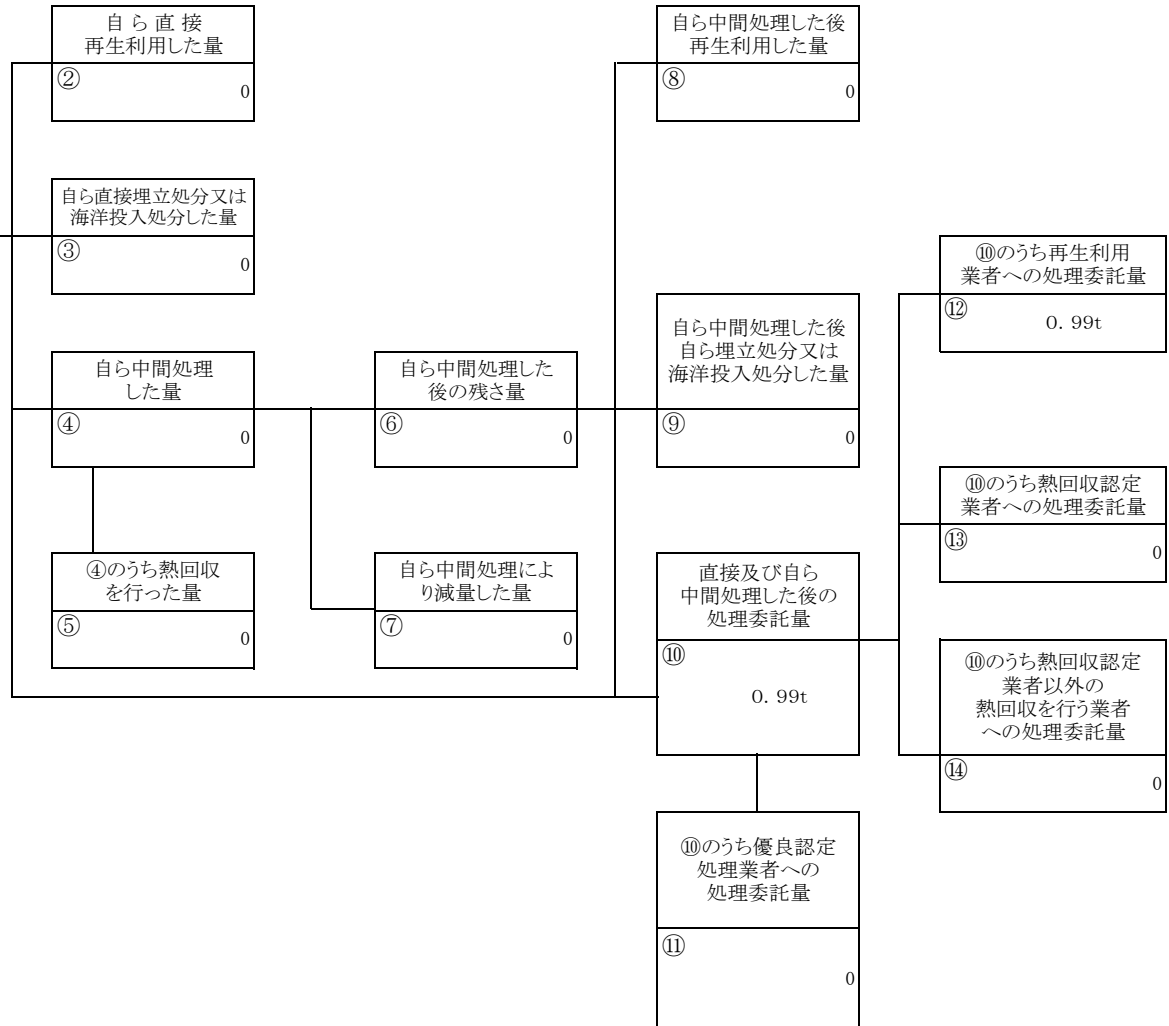 自 ら 直 接
再生利用した量
②
0
自ら直接埋立処分又は
海洋投入処分した量
③
0
自ら中間処理
した量
④
0
④のうち熱回収
を行った量
⑤
0
自ら中間処理した
後の残さ量
⑥
0
自ら中間処理によ
り減量した量
⑦
0
自ら中間処理した後
再生利用した量
⑧
0
自ら中間処理した後
自ら埋立処分又は
海洋投入処分した量
⑨
0
直接及び自ら
中間処理した後の
処理委託量
⑩
0. 99t
⑩のうち優良認定
処理業者への
処理委託量
⑪
0
⑩のうち再生利用
業者への処理委託量
⑫
0. 99t
⑩のうち熱回収認定
業者への処理委託量
⑬
0
⑩のうち熱回収認定
業者以外の
熱回収を行う業者
への処理委託量
⑭
0